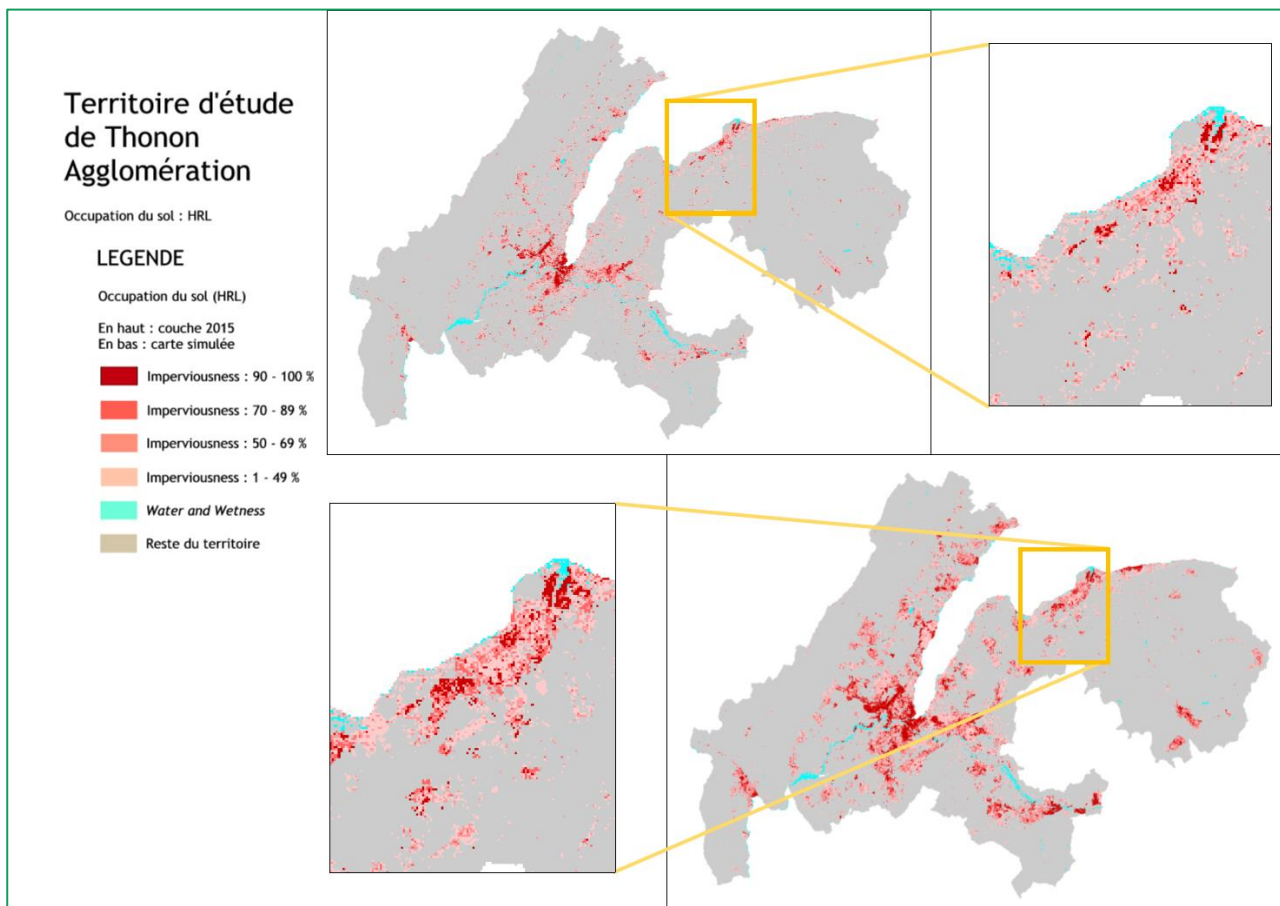 Territoire d'étude
de Thonon
Agglomération
Occupation du sol : HRL
LEGENDE
Occupation du sol (HRL)
En haut : couche 2015
En bas : carte simulée
Imperviousness : 90 - 100 %
Imperviousness : 70 - 89 %
Imperviousness : 50 - 69 %
Imperviousness : 1 - 49 %
Water and Wetness
Reste du territoire